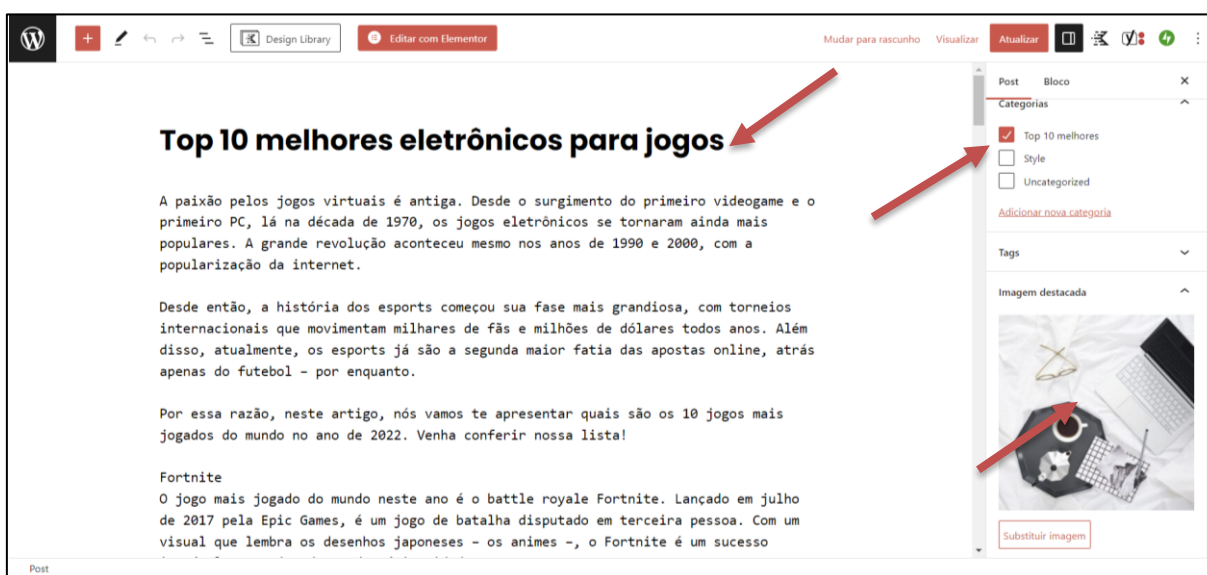 Design Library
Editar com Elementor
Mudar para rascunho
Visualizar
Atualizar
Top 10 melhores eletrônicos para jogos
A paixão pelos jogos virtuais é antiga. Desde o surgimento do primeiro videogame e o
primeiro PC, lá na década de 1970, os jogos eletrônicos se tornaram ainda mais
populares. A grande revolução aconteceu mesmo nos anos de 1990 e 2000, com a
popularização da internet.
Desde então, a história dos esports começou sua fase mais grandiosa, com torneios
internacionais que movimentam milhares de fãs e milhões de dólares todos anos. Além
disso, atualmente, os esports já são a segunda maior fatia das apostas online, atrás
apenas do futebol – por enquanto.
Por essa razão, neste artigo, nós vamos te apresentar quais são os 10 jogos mais
jogados do mundo no ano de 2022. Venha conferir nossa lista!
Fortnite
O jogo mais jogado do mundo neste ano é o battle royale Fortnite. Lançado em julho
de 2017 pela Epic Games, é um jogo de batalha disputado em terceira pessoa. Com um
visual que lembra os desenhos japoneses – os animes –, o Fortnite é um sucesso
Post
Bloco
Categorias
Top 10 melhores
Style
Uncategorized
Adicionar nova categoria
Tags
Imagem destacada
Substituir imagem
Post